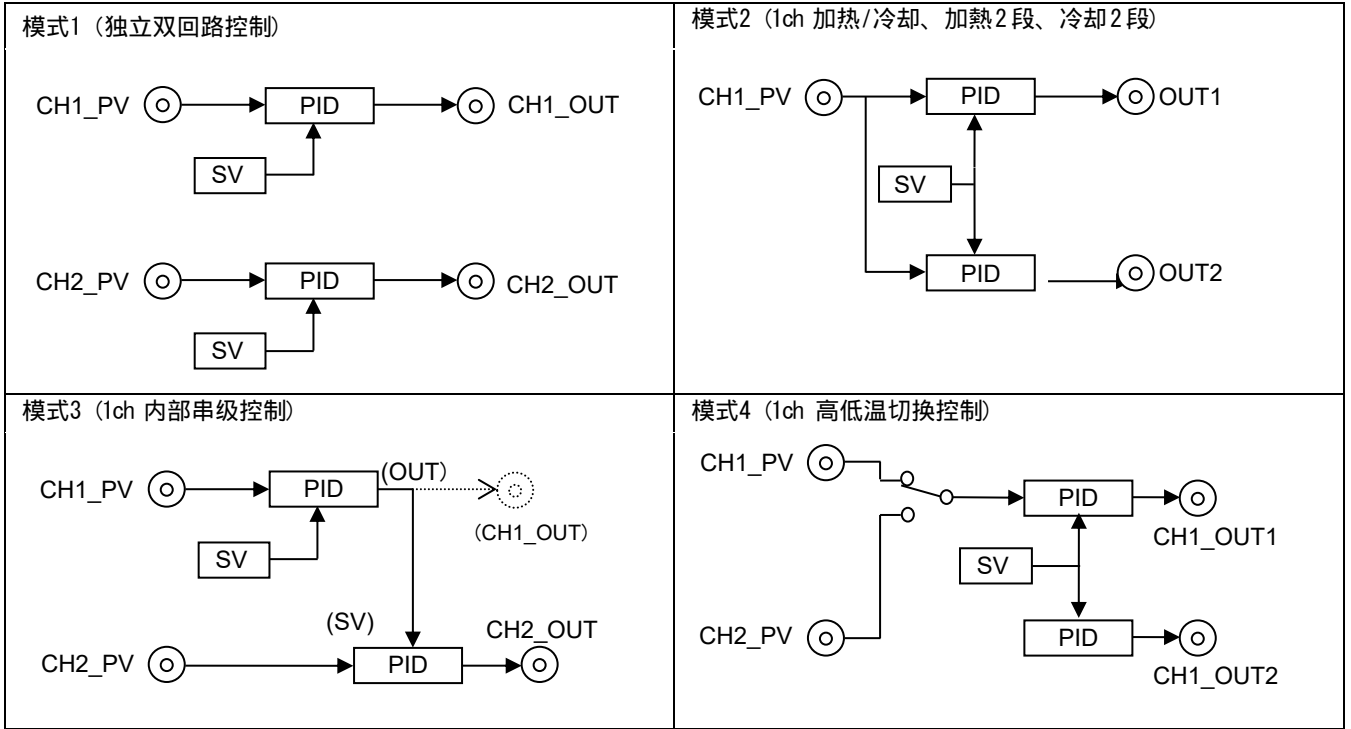 模式1（独立双回路控制）
CH1_PV
PID
CH1_OUT
SV
CH2_PV
PID
CH2_OUT
SV
模式2（1ch 加热/冷却、加熱2段、冷却2段）
CH1_PV
PID
OUT1
SV
PID
OUT2
模式3（1ch 内部串级控制）
CH1_PV
PID
(OUT)
(CH1_OUT)
SV
(SV)
CH2_OUT
CH2_PV
PID
模式4（1ch 高低温切换控制）
CH1_PV
PID
CH1_OUT1
SV
CH2_PV
PID
CH1_OUT2